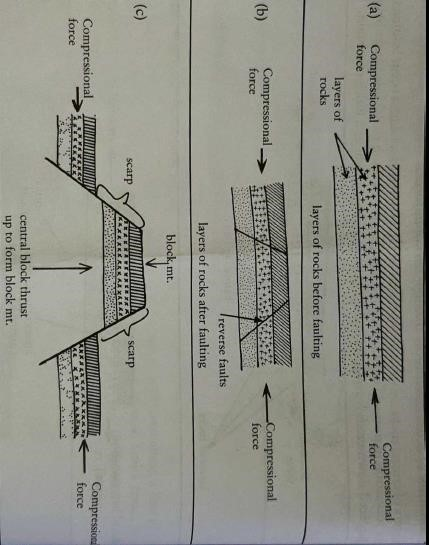 (a)
Compressional
force
layers of
rocks
Compressional
force
layers of rocks before faulting
(b)
Compressional
force
Compressional
force
reverse faults
layers of rocks after faulting
(c)
Compressional
force
scarp
block mt.
scarp
Compressiona
force
central block thrust
up to form block mt.